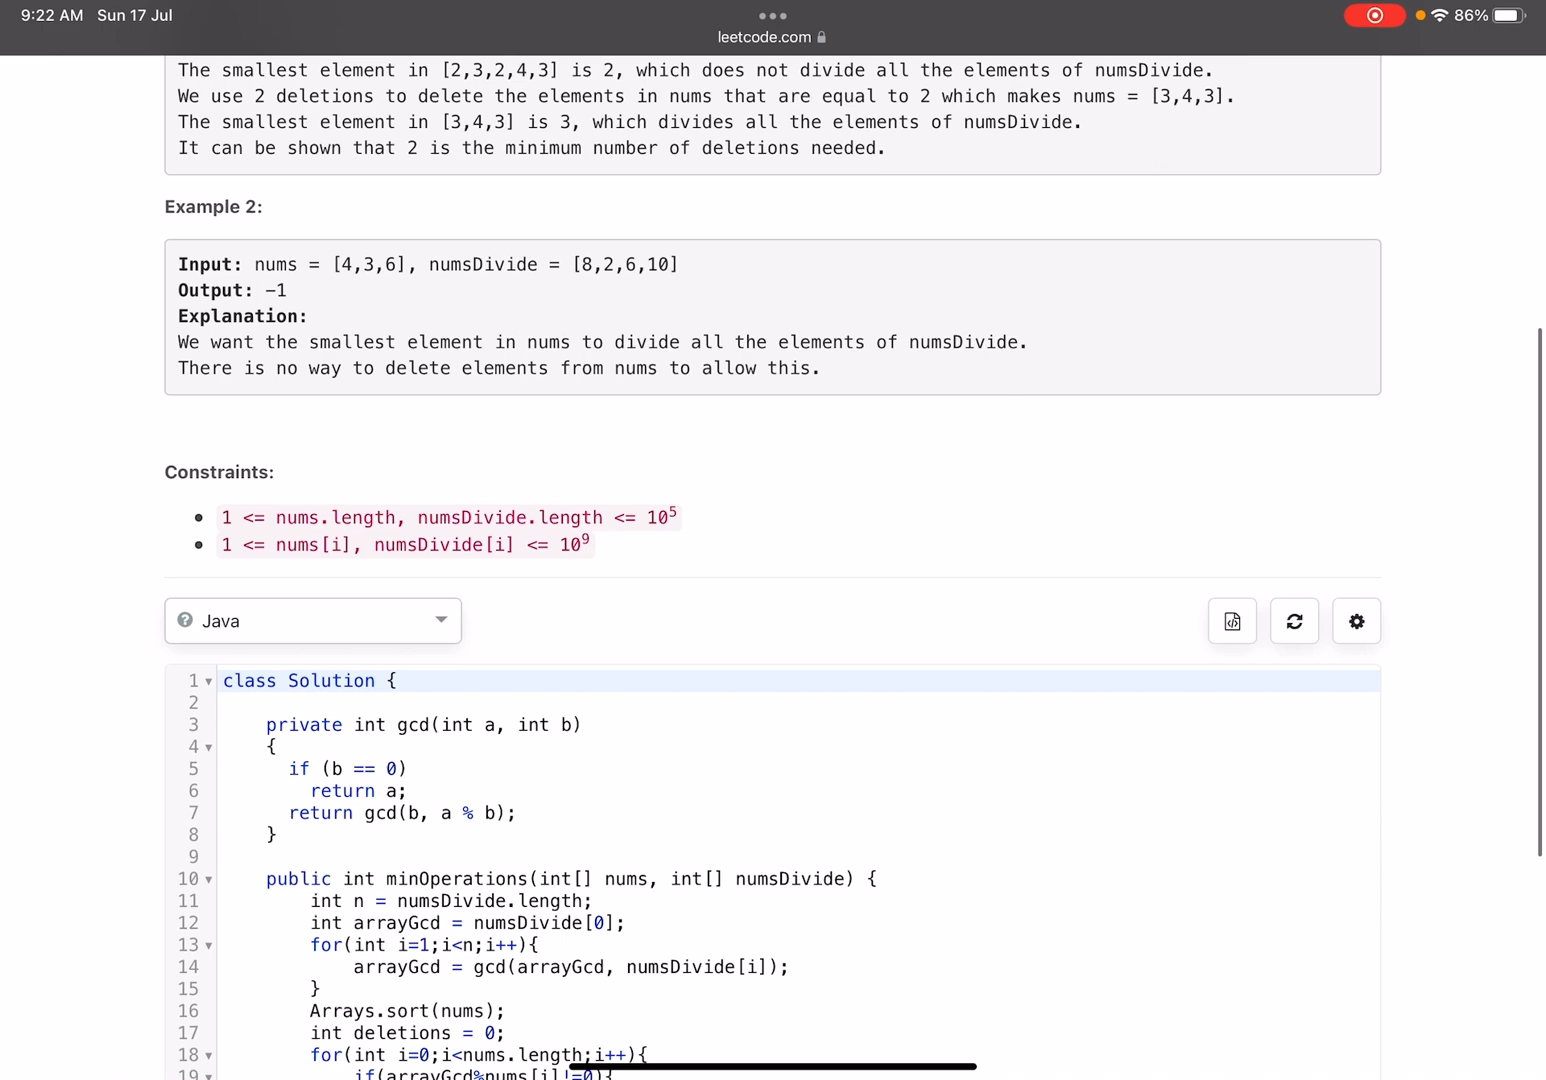 9:22 AM Sun 17 Jul
86%
leetcode.com
The smallest element in [2,3,2,4,3] is 2, which does not divide all the elements of numsDivide.
We use 2 deletions to delete the elements in nums that are equal to 2 which makes nums = [3,4,3].
The smallest element in [3,4,3] is 3, which divides all the elements of numsDivide.
It can be shown that 2 is the minimum number of deletions needed.
Example 2:
Input: nums = [4,3,6], numsDivide = [8,2,6,10]
Output: -1
Explanation:
We want the smallest element in nums to divide all the elements of numsDivide.
There is no way to delete elements from nums to allow this.
Constraints:
1 <= nums.length, numsDivide.length <= 10⁵
1 <= nums[i], numsDivide[i] <= 10⁹
Java
1 class Solution {
2
3 private int gcd(int a, int b)
4 {
5 if (b == 0)
6 return a;
7 return gcd(b, a % b);
8 }
9
10 public int minOperations(int[] nums, int[] numsDivide) {
11 int n = numsDivide.length;
12 int arrayGcd = numsDivide[0];
13 for(int i=1;i<n;i++){
14 arrayGcd = gcd(arrayGcd, numsDivide[i]);
15 }
16 Arrays.sort(nums);
17 int deletions = 0;
18 for(int i=0;i<nums.length;i++){
19 if(arrayGcd%nums[i]!=0){